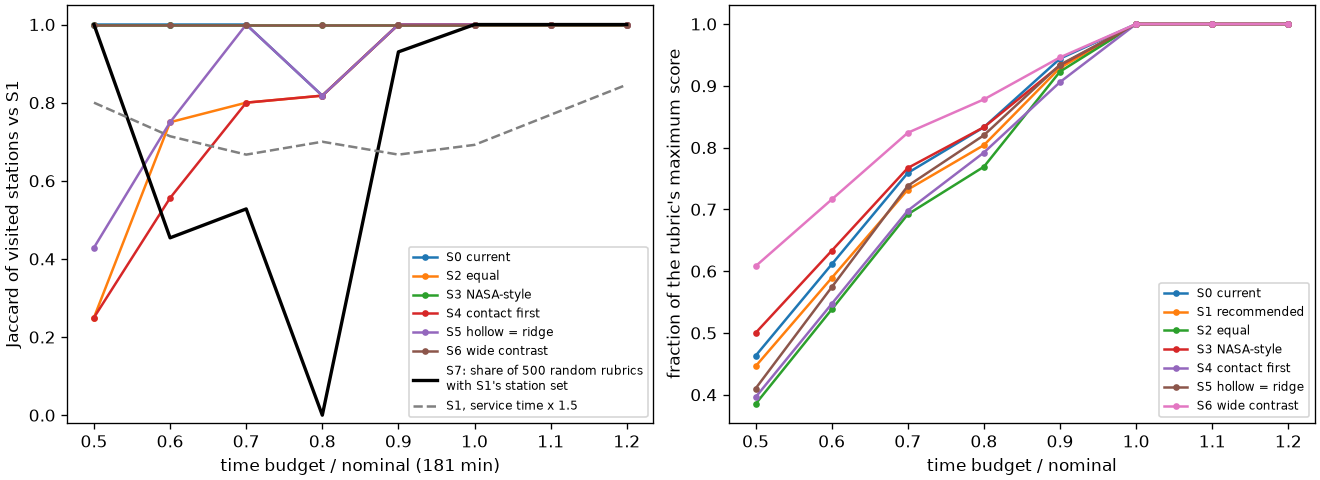 Jaccard of visited stations vs S1
1.0
0.8
0.6
0.4
0.2
0.0
S0 current
S2 equal
S3 NASA-style
S4 contact first
S5 hollow = ridge
S6 wide contrast
S7: share of 500 random rubrics
with S1's station set
S1, service time x 1.5
0.5 0.6 0.7 0.8 0.9 1.0 1.1 1.2
time budget / nominal (181 min)
fraction of the rubric's maximum score
1.0
0.9
0.8
0.7
0.6
0.5
0.4
S0 current
S1 recommended
S2 equal
S3 NASA-style
S4 contact first
S5 hollow = ridge
S6 wide contrast
0.5 0.6 0.7 0.8 0.9 1.0 1.1 1.2
time budget / nominal